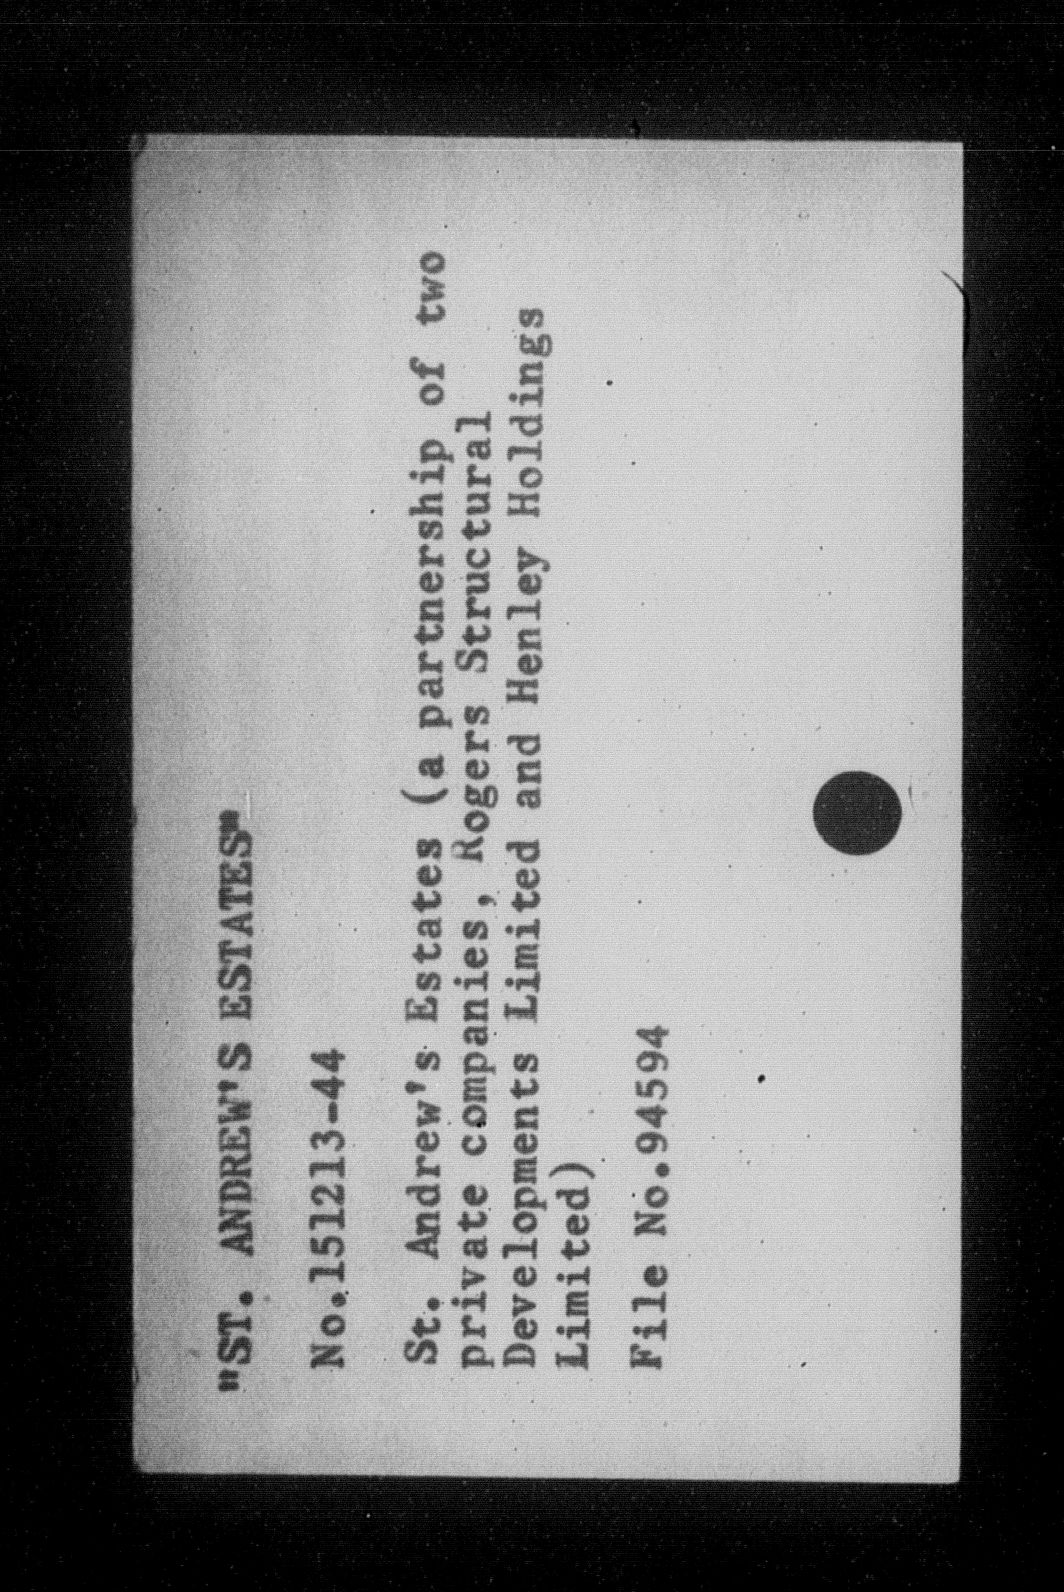 "ST. ANDREW'S ESTATES"
No.151213-44
St. Andrew's Estates (a partnership of two
private companies, Rogers Structural
Developments Limited and Henley Holdings
Limited)
File No.94594